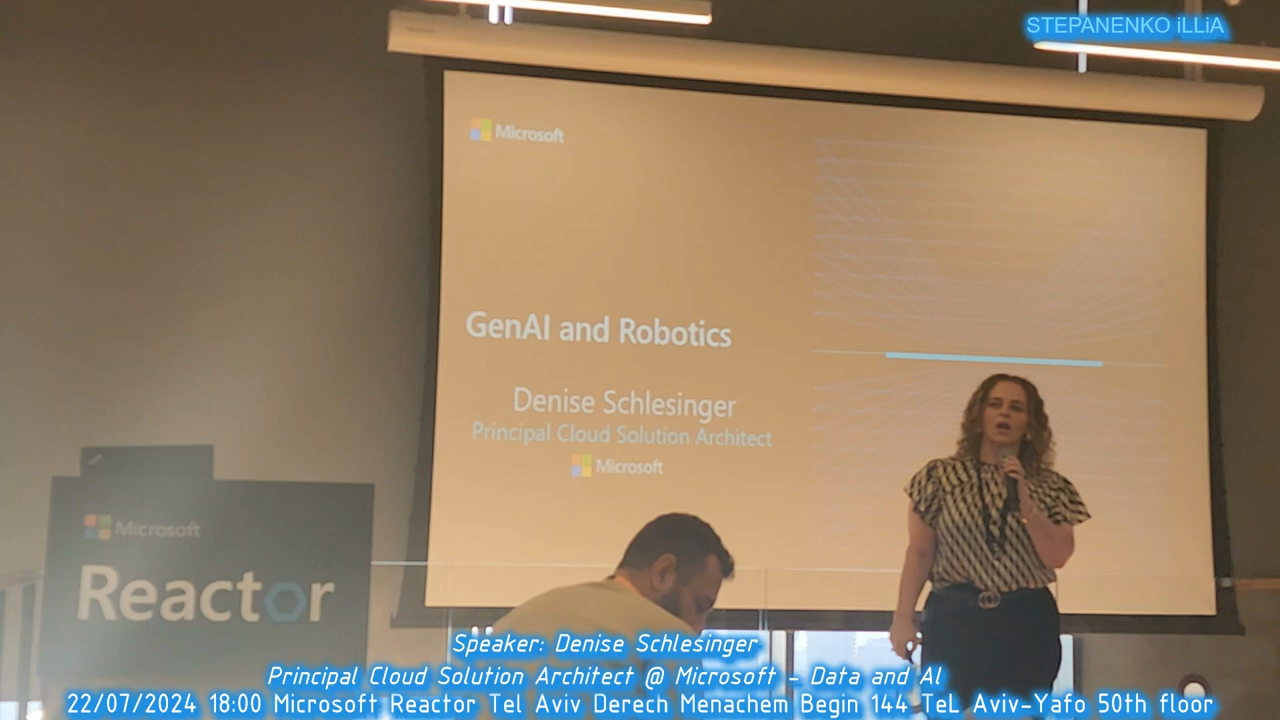 STEPANENKO iLLiA
Microsoft
GenAI and Robotics
Denise Schlesinger
Principal Cloud Solution Architect
Microsoft
Microsoft
Reactor
Speaker: Denise Schlesinger
Principal Cloud Solution Architect @ Microsoft - Data and AI
22/07/2024 18:00 Microsoft Reactor Tel Aviv Derech Menachem Begin 144 TeL Aviv-Yafo 50th floor